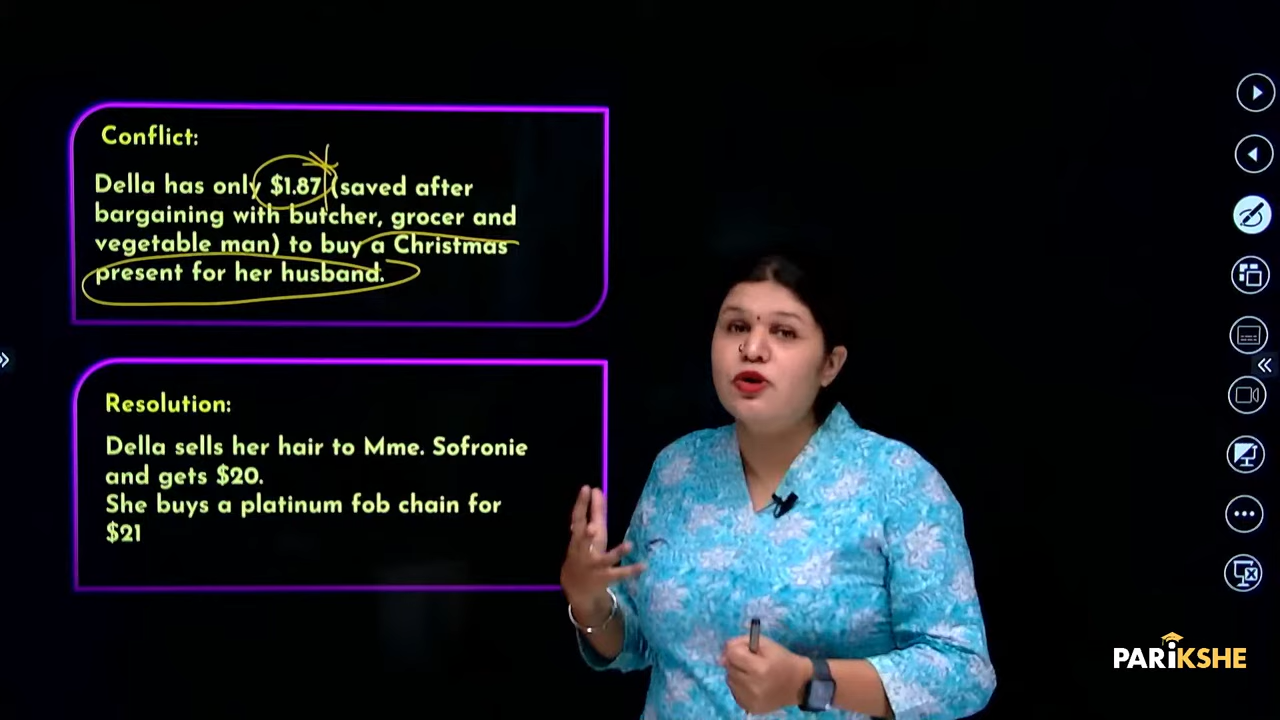 Conflict:
Della has only $1.87 (saved after
bargaining with butcher, grocer and
vegetable man) to buy a Christmas
present for her husband.
Resolution:
Della sells her hair to Mme. Sofronie
and gets $20.
She buys a platinum fob chain for
$21
PARIKSHE